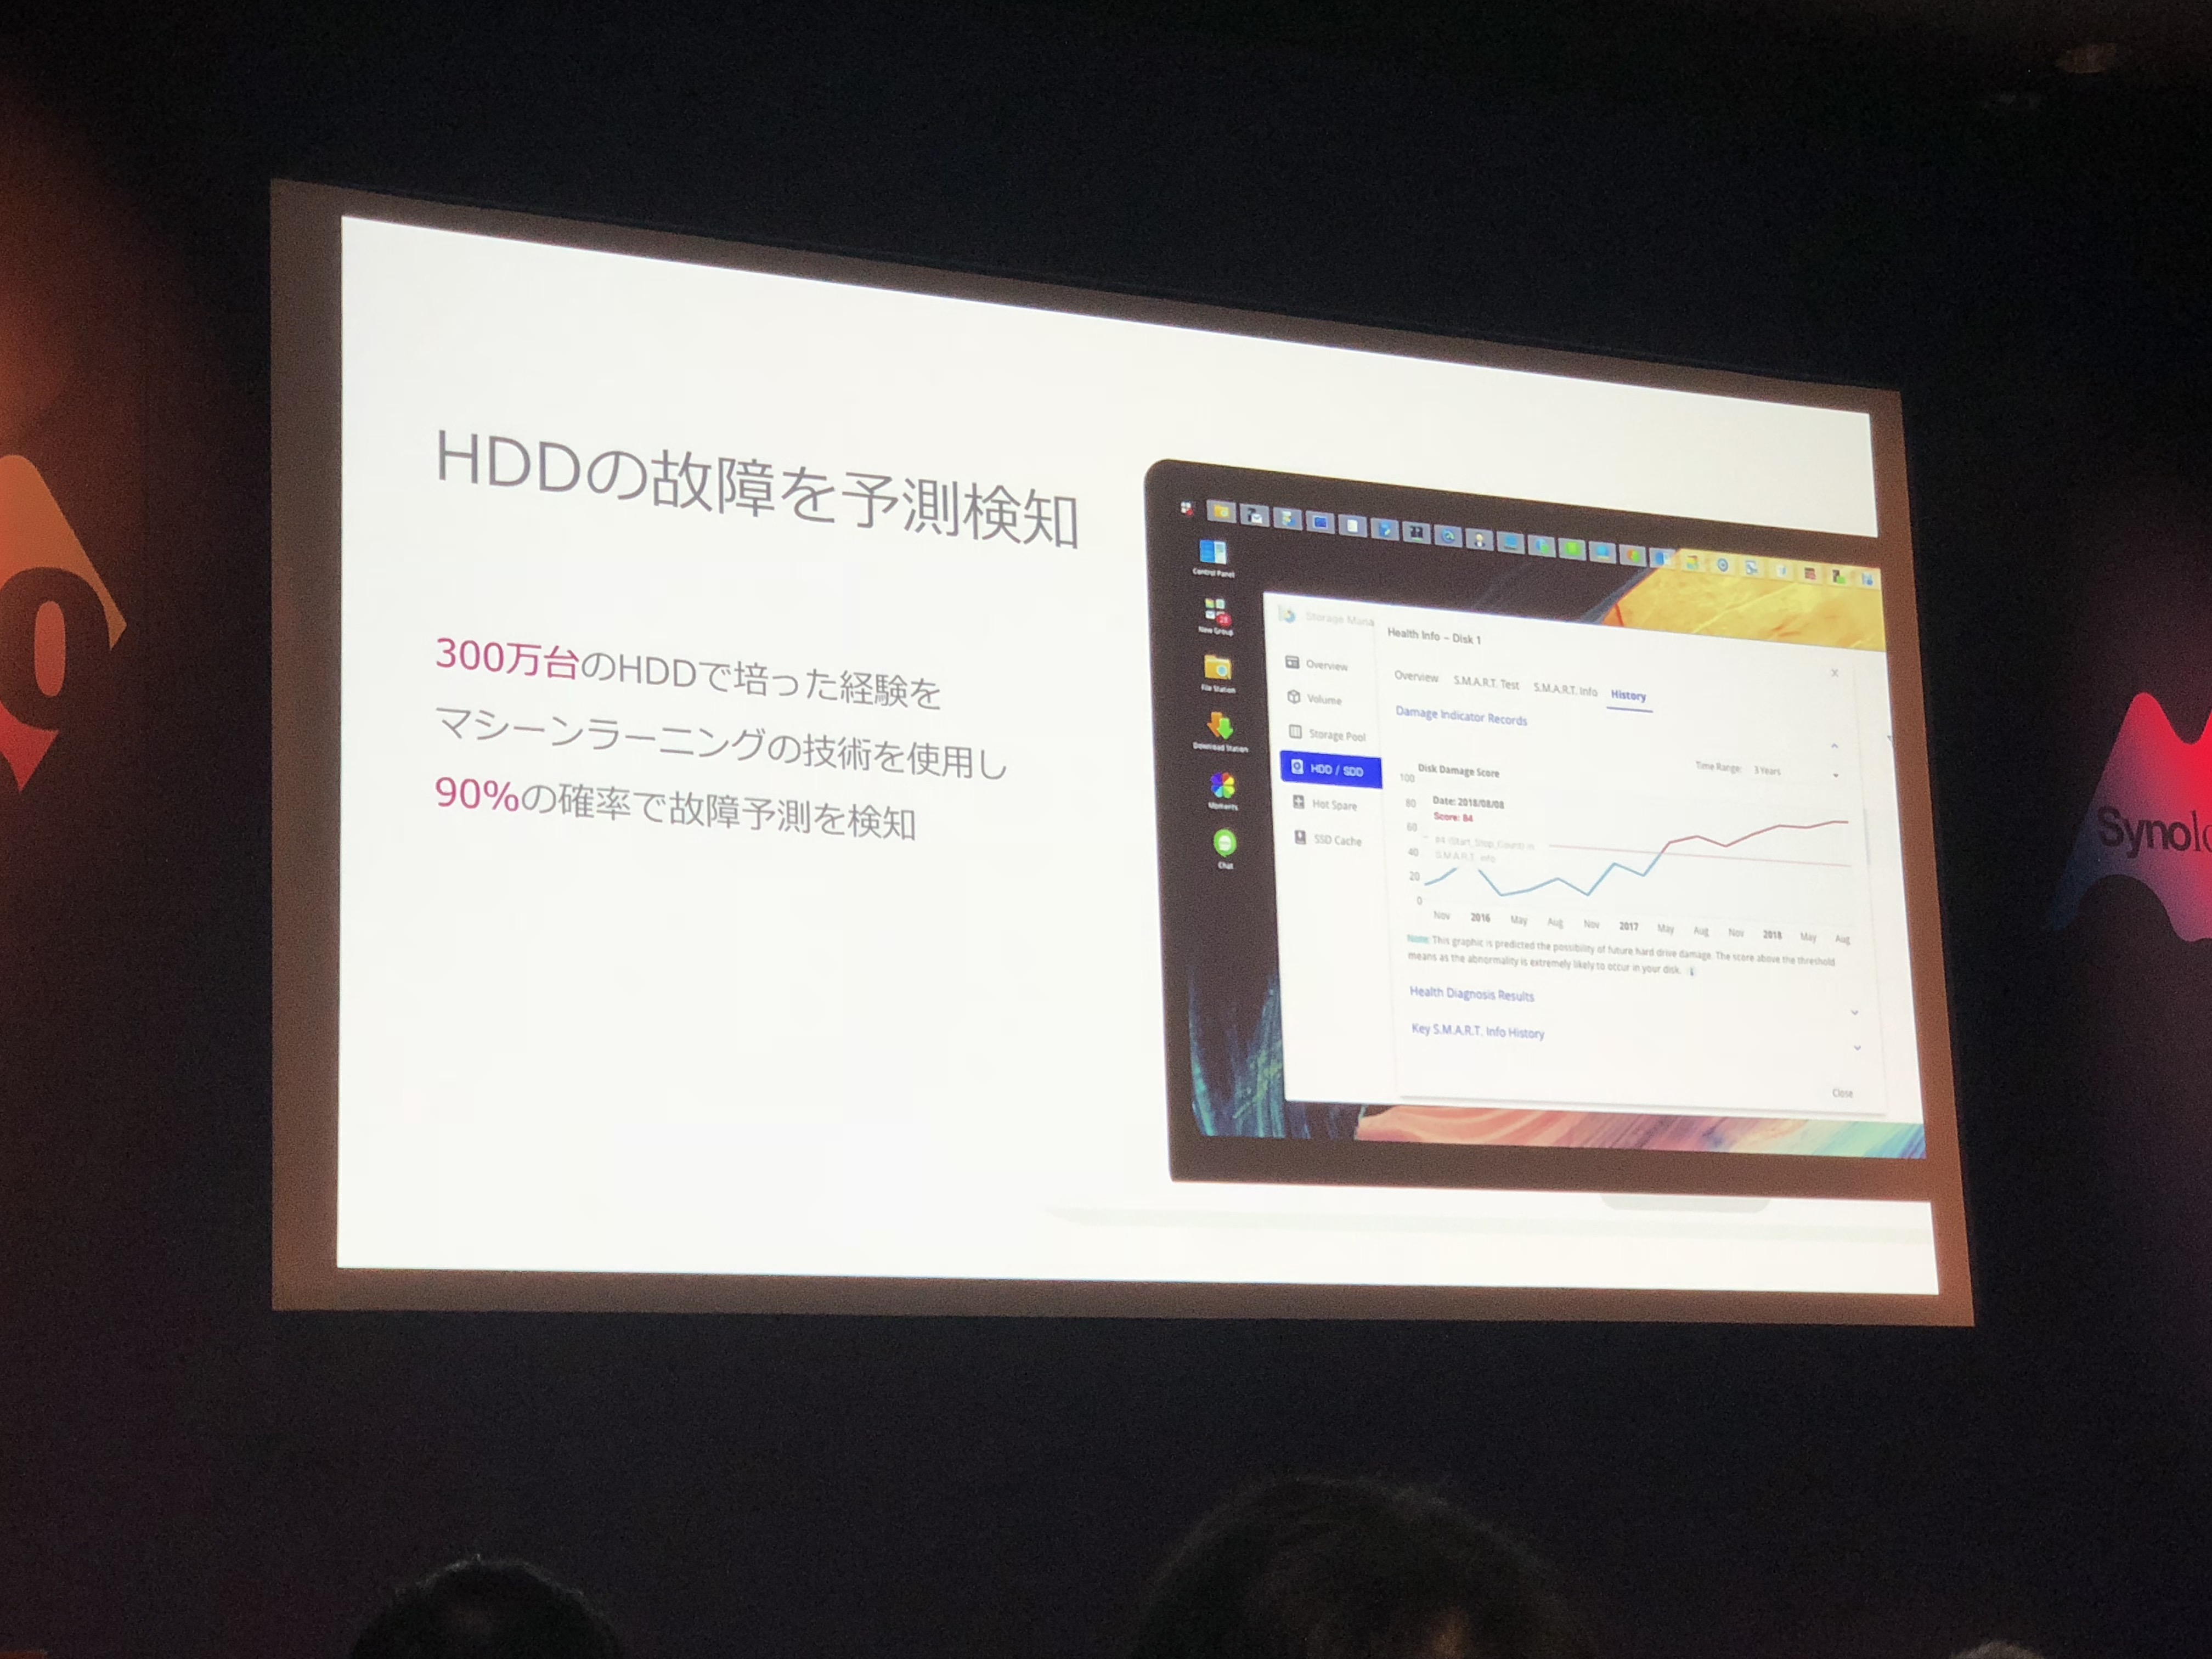 HDDの故障を予測検知
300万台のHDDで培った経験を
マシーンラーニングの技術を使用し
90%の確率で故障予測を検知
Control Panel
New Group
28
File Station
Download Station
Moments
Chat
Storage Mana
Overview
Volume
Storage Pool
HDD / SDD
Hot Spare
SSD Cache
Health Info – Disk 1
Overview S.M.A.R.T. Test S.M.A.R.T. Info History
Damage Indicator Records
Disk Damage Score
Time Range: 3 Years
100
80
60
40
20
0
Date: 2018/08/08
Score: 84
#4 (Start_Stop_Count) in
S.M.A.R.T. info
Nov 2016 May Aug Nov 2017 May Aug Nov 2018 May Aug
Note: This graphic is predicted the possibility of future hard drive damage. The score above the threshold
means as the abnormality is extremely likely to occur in your disk.
Health Diagnosis Results
Key S.M.A.R.T. Info History
Close
0
Synolo